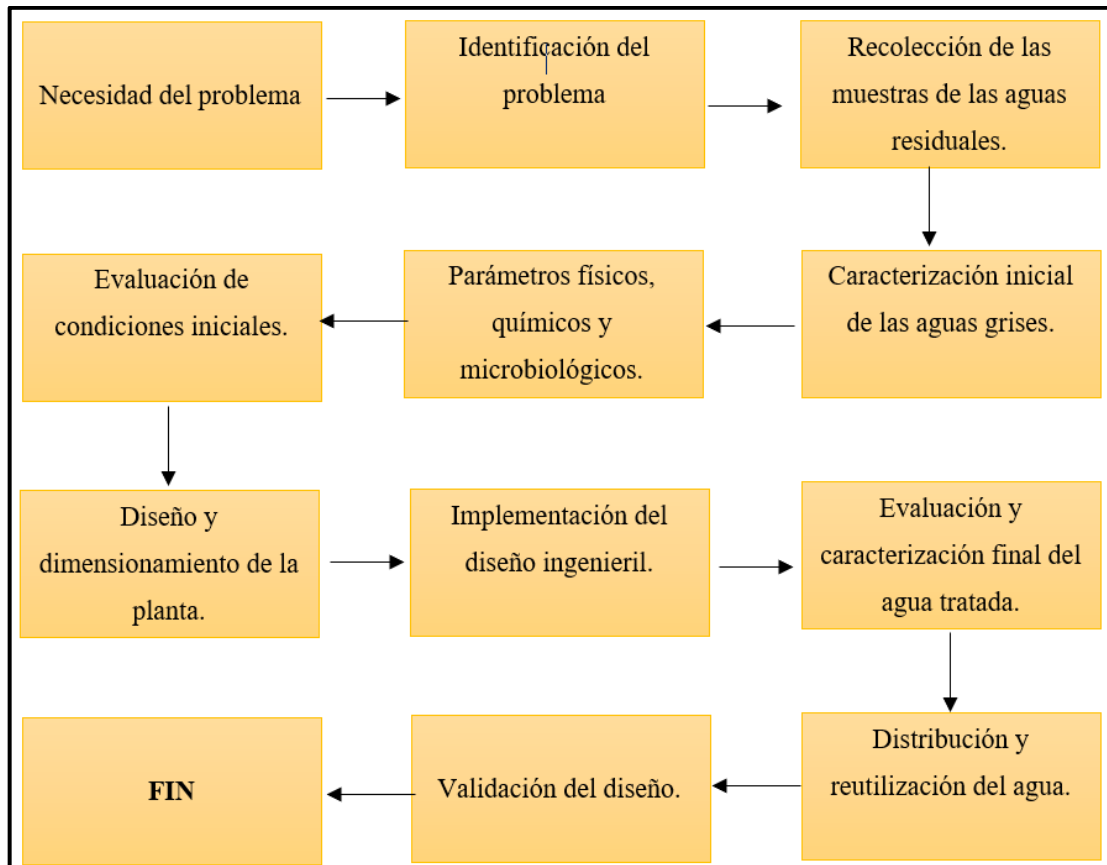 Necesidad del problema
Identificación del
problema
Recolección de las
muestras de las aguas
residuales.
Caracterización inicial
de las aguas grises.
Parámetros físicos,
químicos y
microbiológicos.
Evaluación de
condiciones iniciales.
Diseño y
dimensionamiento de la
planta.
Implementación del
diseño ingenieril.
Evaluación y
caracterización final del
agua tratada.
Distribución y
reutilización del agua.
Validación del diseño.
FIN